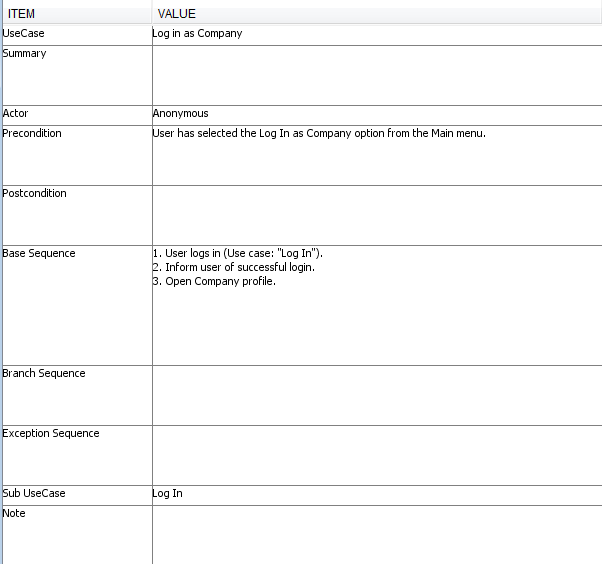 ITEM VALUE
UseCase Log in as Company
Summary
Actor Anonymous
Precondition User has selected the Log In as Company option from the Main menu.
Postcondition
Base Sequence 1. User logs in (Use case: "Log In").
2. Inform user of successful login.
3. Open Company profile.
Branch Sequence
Exception Sequence
Sub UseCase Log In
Note